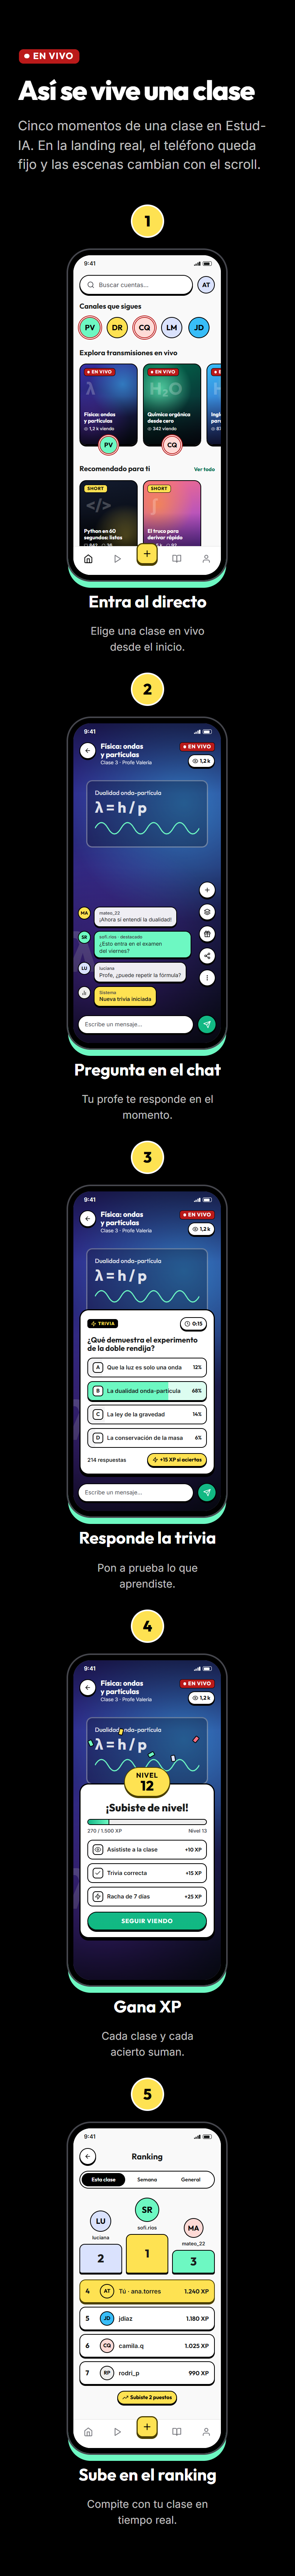 EN VIVO
Así se vive una clase
Cinco momentos de una clase en Estud-
IA. En la landing real, el teléfono queda
fijo y las escenas cambian con el scroll.
1
9:41
Buscar cuentas...
AT
Canales que sigues
PV DR CQ LM JD
Explora transmisiones en vivo
EN VIVO EN VIVO
λ H₂O
Física: ondas y partículas
1,2 k viendo
Química orgánica desde cero
342 viendo
PV CQ
Recomendado para ti Ver todo
SHORT SHORT
</> ∫
Python en 60 segundos: listas
El truco para derivar rápido
+
Entra al directo
Elige una clase en vivo
desde el inicio.
2
9:41
Física: ondas
y partículas
Clase 3 · Profe Valeria
EN VIVO
1,2 k
Dualidad onda-partícula
λ = h / p
MA
mateo_22
¡Ahora sí entendí la dualidad!
SR
sofi.rios · destacado
¿Esto entra en el examen
del viernes?
LU
luciana
Profe, ¿puede repetir la fórmula?
Sistema
Nueva trivia iniciada
Escribe un mensaje...
Pregunta en el chat
Tu profe te responde en el
momento.
3
9:41
Física: ondas
y partículas
Clase 3 · Profe Valeria
EN VIVO
1,2 k
Dualidad onda-partícula
λ = h / p
TRIVIA
0:15
¿Qué demuestra el experimento
de la doble rendija?
A Que la luz es solo una onda 12%
B La dualidad onda-partícula 68%
C La ley de la gravedad 14%
D La conservación de la masa 6%
214 respuestas
+15 XP si aciertas
Escribe un mensaje...
Responde la trivia
Pon a prueba lo que
aprendiste.
4
9:41
Física: ondas
y partículas
Clase 3 · Profe Valeria
EN VIVO
1,2 k
Dualidad onda-partícula
λ = h / p
NIVEL
12
¡Subiste de nivel!
270 / 1.500 XP Nivel 13
Asististe a la clase +10 XP
Trivia correcta +15 XP
Racha de 7 días +25 XP
SEGUIR VIENDO
Gana XP
Cada clase y cada
acierto suman.
5
9:41
Ranking
Esta clase Semana General
SR
sofi.rios
LU
luciana
MA
mateo_22
2 1 3
4 AT Tú · ana.torres 1.240 XP
5 JD jdiaz 1.180 XP
6 CQ camila.q 1.025 XP
7 RP rodri_p 990 XP
Subiste 2 puestos
+
Sube en el ranking
Compite con tu clase en
tiempo real.